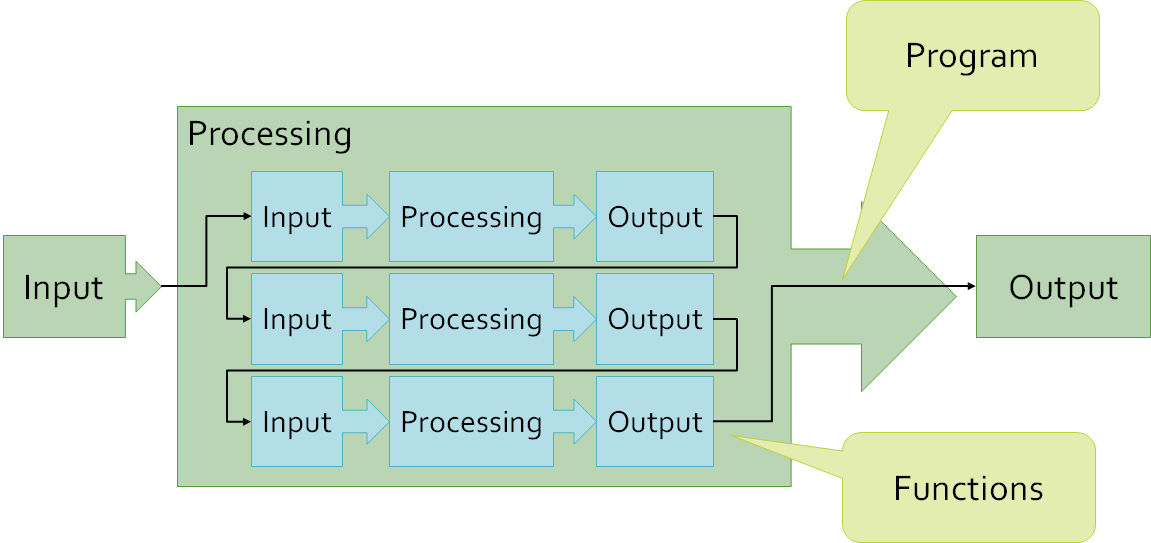 Program
Processing
Input Processing Output
Input
Input Processing Output
Output
Input Processing Output
Functions